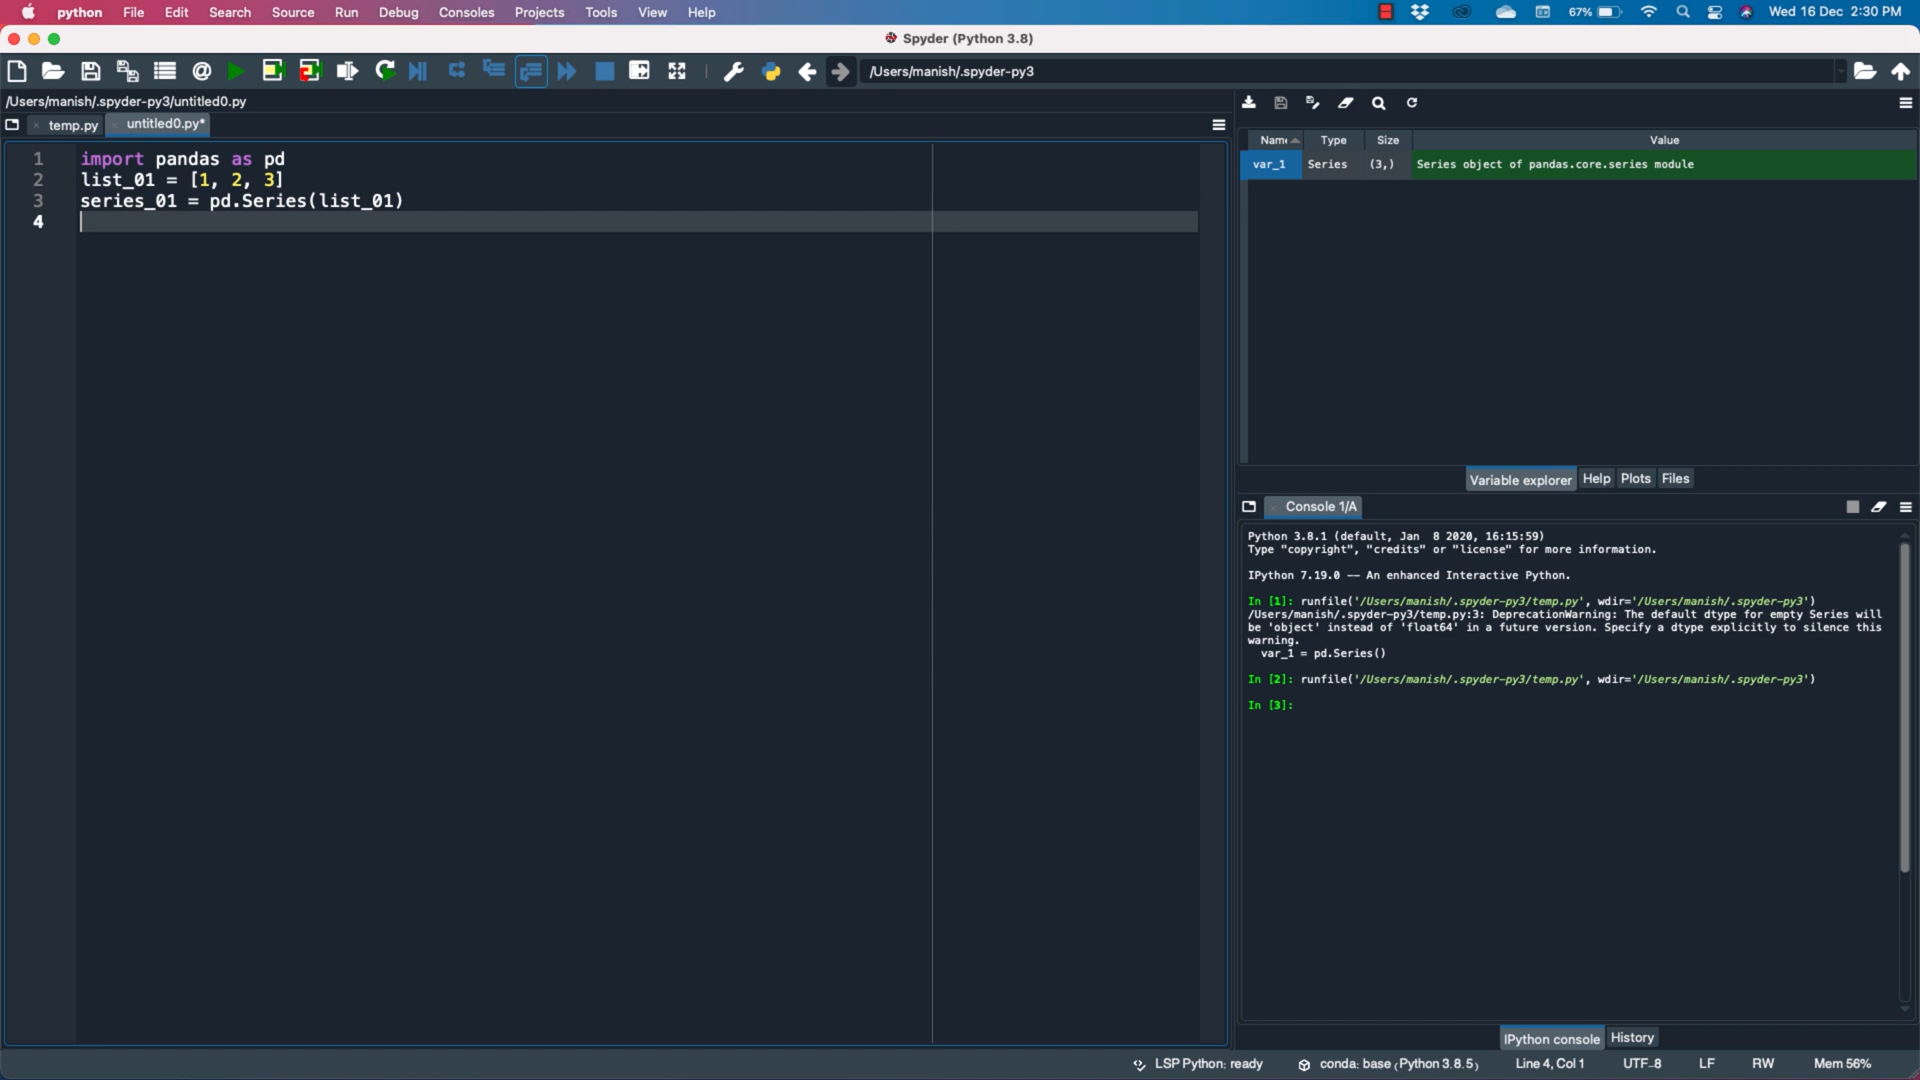 python File Edit Search Source Run Debug Consoles Projects Tools View Help 67% Wed 16 Dec 2:30 PM
Spyder (Python 3.8)
/Users/manish/.spyder-py3
/Users/manish/.spyder-py3/untitled0.py
temp.py untitled0.py*
1 import pandas as pd
2 list_01 = [1, 2, 3]
3 series_01 = pd.Series(list_01)
4
Name Type Size Value
var_1 Series (3,) Series object of pandas.core.series module
Variable explorer Help Plots Files
Console 1/A
Python 3.8.1 (default, Jan  8 2020, 16:15:59)
Type "copyright", "credits" or "license" for more information.
IPython 7.19.0 -- An enhanced Interactive Python.
In [1]: runfile('/Users/manish/.spyder-py3/temp.py', wdir='/Users/manish/.spyder-py3')
/Users/manish/.spyder-py3/temp.py:3: DeprecationWarning: The default dtype for empty Series will
be 'object' instead of 'float64' in a future version. Specify a dtype explicitly to silence this
warning.
var_1 = pd.Series()
In [2]: runfile('/Users/manish/.spyder-py3/temp.py', wdir='/Users/manish/.spyder-py3')
In [3]:
IPython console History
LSP Python: ready conda: base (Python 3.8.5) Line 4, Col 1 UTF-8 LF RW Mem 56%